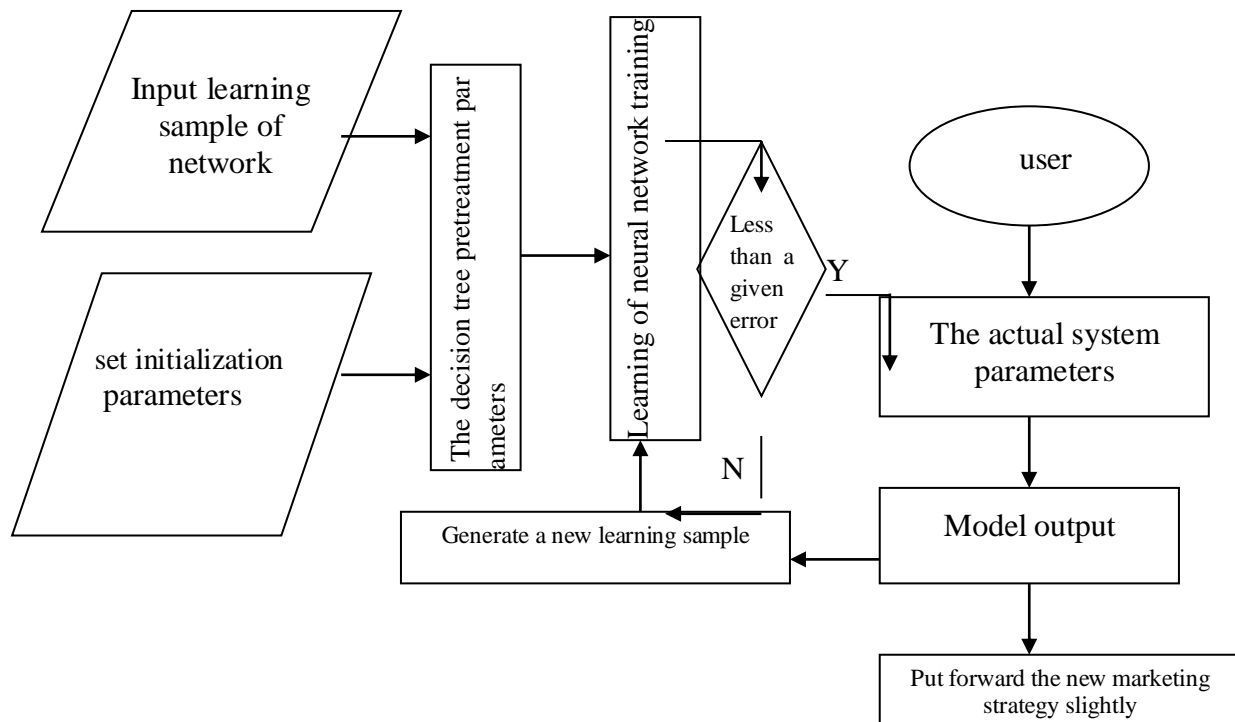 Input learning
sample of
network
set initialization
parameters
The decision tree pretreatment par
ameters
Learning of neural network training
Less
than a
given
error
Y
N
user
The actual system
parameters
Model output
Generate a new learning sample
Put forward the new marketing
strategy slightly